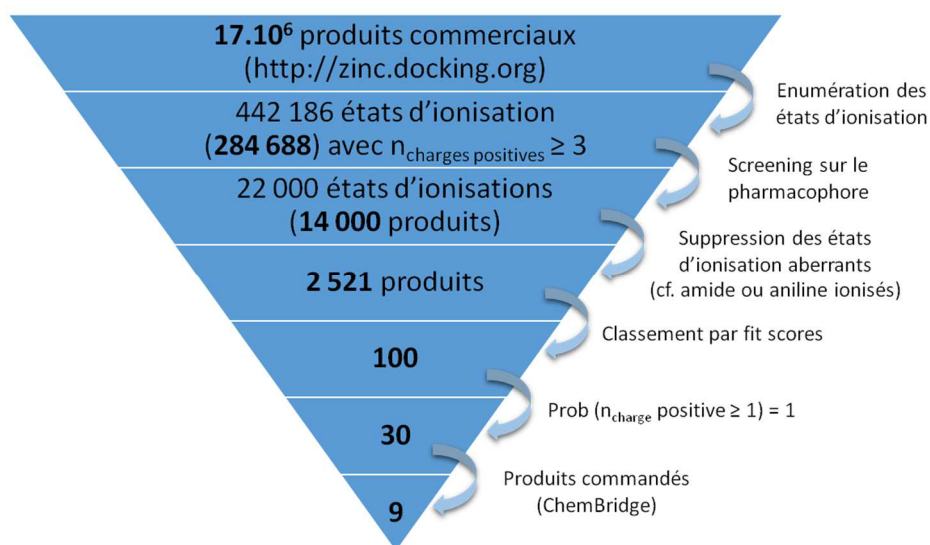 17.10⁶ produits commerciaux
(http://zinc.docking.org)
Enumération des
états d'ionisation
442 186 états d'ionisation
(284 688) avec n charges positives ≥ 3
Screening sur le
pharmacophore
22 000 états d'ionisations
(14 000 produits)
Suppression des états
d'ionisation aberrants
(cf. amide ou aniline ionisés)
2 521 produits
Classement par fit scores
100
Prob (n charge positive ≥ 1) = 1
30
Produits commandés
(ChemBridge)
9